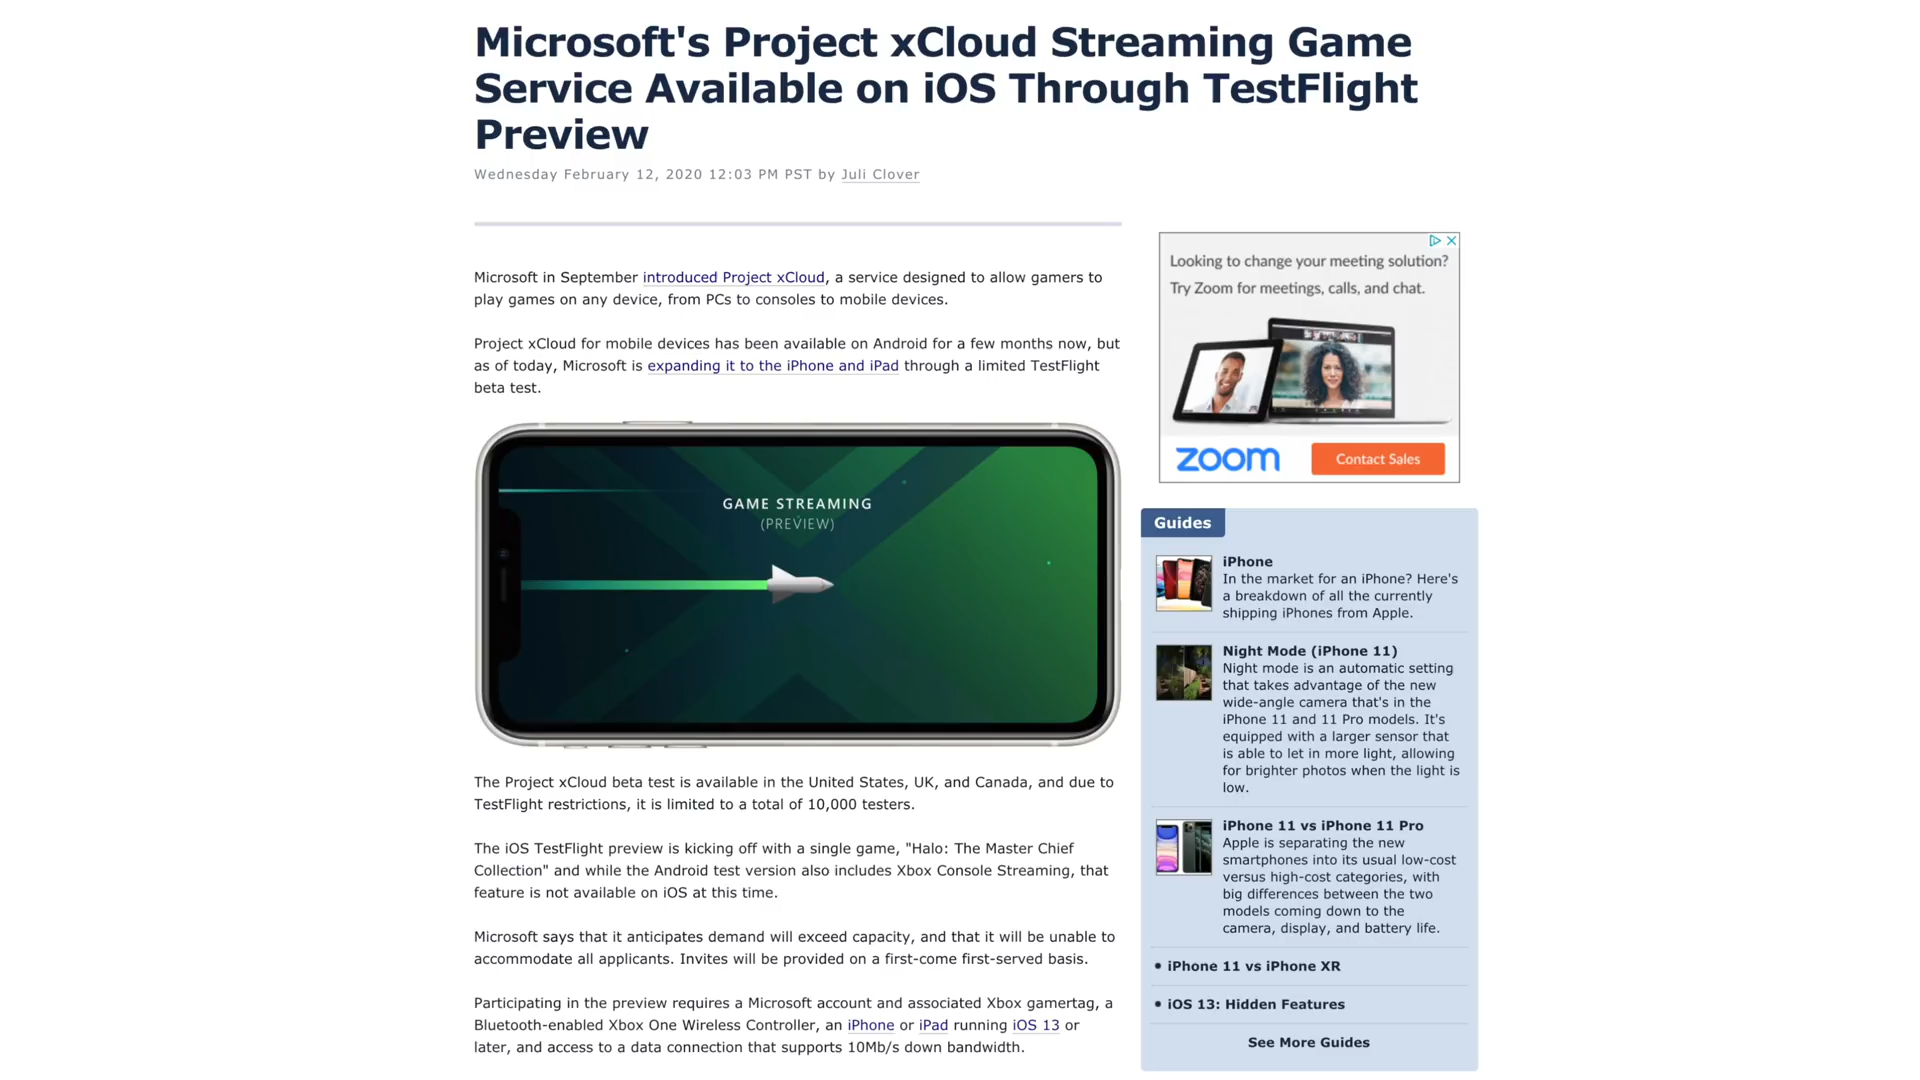 Microsoft's Project xCloud Streaming Game
Service Available on iOS Through TestFlight
Preview
Wednesday February 12, 2020 12:03 PM PST by Juli Clover
Microsoft in September introduced Project xCloud, a service designed to allow gamers to
play games on any device, from PCs to consoles to mobile devices.
Project xCloud for mobile devices has been available on Android for a few months now, but
as of today, Microsoft is expanding it to the iPhone and iPad through a limited TestFlight
beta test.
GAME STREAMING
(PREVIEW)
The Project xCloud beta test is available in the United States, UK, and Canada, and due to
TestFlight restrictions, it is limited to a total of 10,000 testers.
The iOS TestFlight preview is kicking off with a single game, "Halo: The Master Chief
Collection" and while the Android test version also includes Xbox Console Streaming, that
feature is not available on iOS at this time.
Microsoft says that it anticipates demand will exceed capacity, and that it will be unable to
accommodate all applicants. Invites will be provided on a first-come first-served basis.
Participating in the preview requires a Microsoft account and associated Xbox gamertag, a
Bluetooth-enabled Xbox One Wireless Controller, an iPhone or iPad running iOS 13 or
later, and access to a data connection that supports 10Mb/s down bandwidth.
Looking to change your meeting solution?
Try Zoom for meetings, calls, and chat.
zoom
Contact Sales
Guides
iPhone
In the market for an iPhone? Here's
a breakdown of all the currently
shipping iPhones from Apple.
Night Mode (iPhone 11)
Night mode is an automatic setting
that takes advantage of the new
wide-angle camera that's in the
iPhone 11 and 11 Pro models. It's
equipped with a larger sensor that
is able to let in more light, allowing
for brighter photos when the light is
low.
iPhone 11 vs iPhone 11 Pro
Apple is separating the new
smartphones into its usual low-cost
versus high-cost categories, with
big differences between the two
models coming down to the
camera, display, and battery life.
• iPhone 11 vs iPhone XR
• iOS 13: Hidden Features
See More Guides